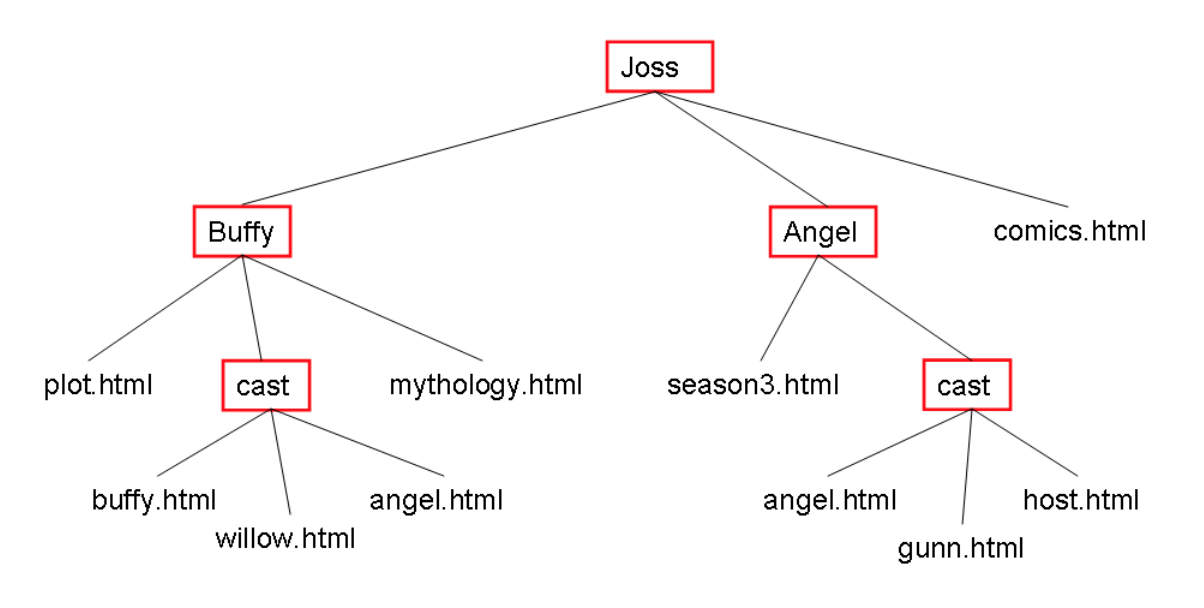 Joss
Buffy
Angel
comics.html
plot.html
cast
mythology.html
season3.html
cast
buffy.html
willow.html
angel.html
angel.html
gunn.html
host.html